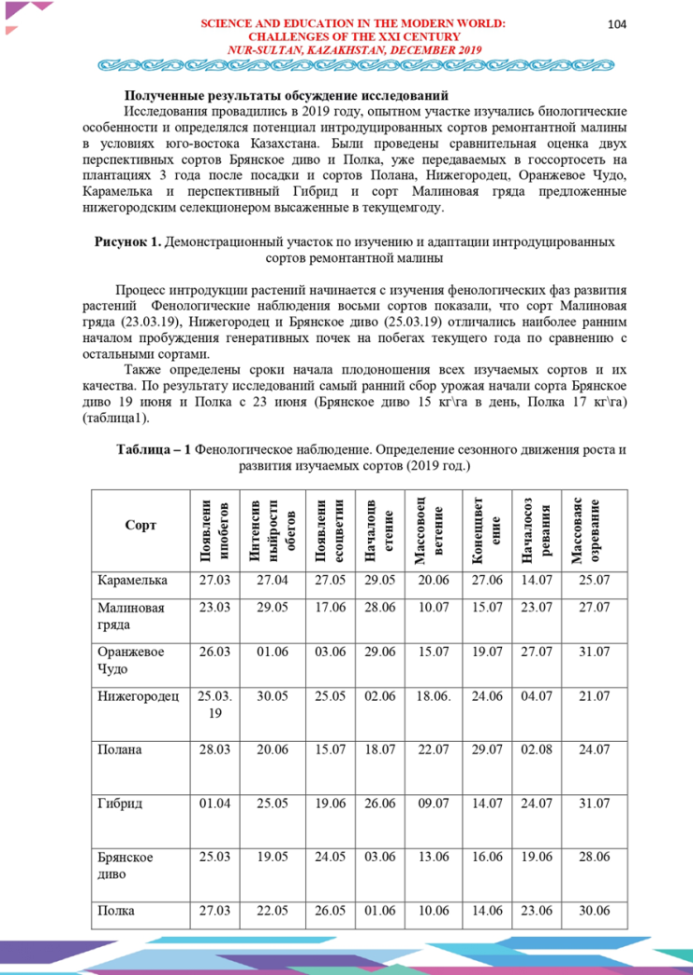 SCIENCE AND EDUCATION IN THE MODERN WORLD:
104
CHALLENGES OF THE XXI CENTURY
NUR-SULTAN, KAZAKHSTAN, DECEMBER 2019
Полученные результаты обсуждение исследований
Исследования провадились в 2019 году, опытном участке изучались биологические
особенности и определялся потенциал интродуцированных сортов ремонтантной малины
в условиях юго-востока Казахстана. Были проведены сравнительная оценка двух
перспективных сортов Брянское диво и Полка, уже передаваемых в госсортосеть на
плантациях 3 года после посадки и сортов Полана, Нижегородец, Оранжевое Чудо,
Карамелька и перспективный Гибрид и сорт Малиновая гряда предложенные
нижегородским селекционером высаженные в текущемгоду.
Рисунок 1. Демонстрационный участок по изучению и адаптации интродуцированных
сортов ремонтантной малины
Процесс интродукции растений начинается с изучения фенологических фаз развития
растений Фенологические наблюдения восьми сортов показали, что сорт Малиновая
гряда (23.03.19), Нижегородец и Брянское диво (25.03.19) отличались наиболее ранним
началом пробуждения генеративных почек на побегах текущего года по сравнению с
остальными сортами.
Также определены сроки начала плодоношения всех изучаемых сортов и их
качества. По результату исследований самый ранний сбор урожая начали сорта Брянское
диво 19 июня и Полка с 23 июня (Брянское диво 15 кг\га в день, Полка 17 кг\га)
(таблица1).
Таблица – 1 Фенологическое наблюдение. Определение сезонного движения роста и
развития изучаемых сортов (2019 год.)
Сорт
Появлени
ипобегов
Интенсив
ныйрости
обегов
Появлени
есоцветии
Началоцв
етение
Массовоец
ветение
Конеццвет
ение
Началосоз
ревания
Массоваяс
озревание
Карамелька 27.03 27.04 27.05 29.05 20.06 27.06 14.07 25.07
Малиновая 23.03 29.05 17.06 28.06 10.07 15.07 23.07 27.07
гряда
Оранжевое 26.03 01.06 03.06 29.06 15.07 19.07 27.07 31.07
Чудо
Нижегородец 25.03. 30.05 25.05 02.06 18.06. 24.06 04.07 21.07
19
Полана 28.03 20.06 15.07 18.07 22.07 29.07 02.08 24.07
Гибрид 01.04 25.05 19.06 26.06 09.07 14.07 24.07 31.07
Брянское 25.03 19.05 24.05 03.06 13.06 16.06 19.06 28.06
диво
Полка 27.03 22.05 26.05 01.06 10.06 14.06 23.06 30.06